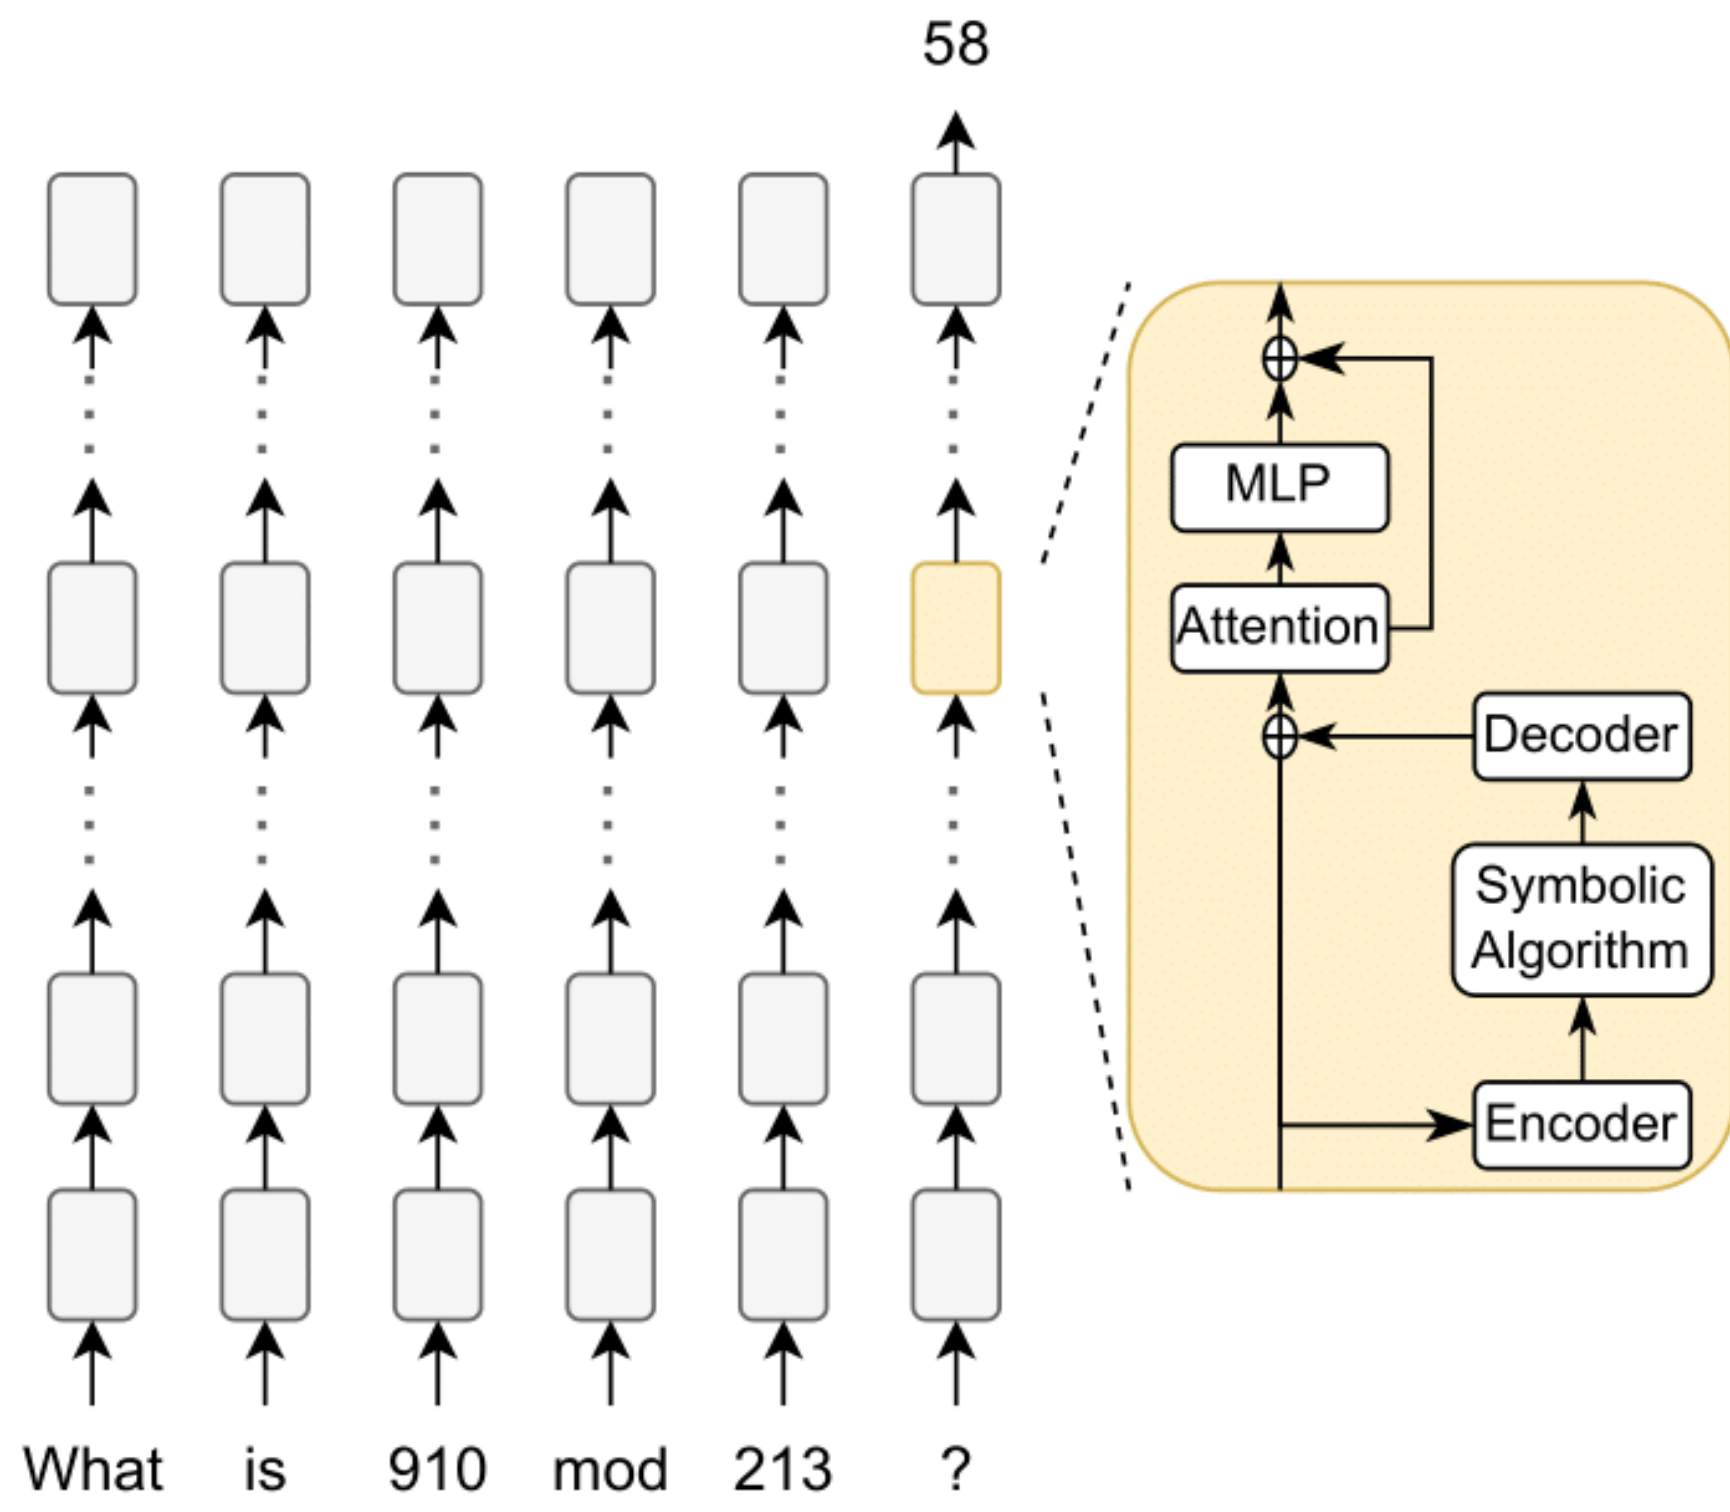 58
MLP
Attention
Decoder
Symbolic
Algorithm
Encoder
What is 910 mod 213 ?